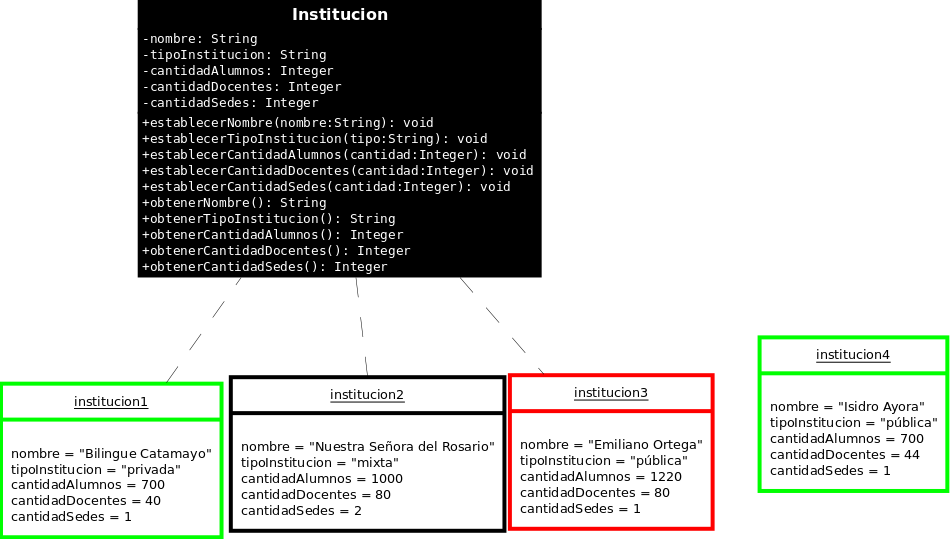 Institucion
-nombre: String
-tipoInstitucion: String
-cantidadAlumnos: Integer
-cantidadDocentes: Integer
-cantidadSedes: Integer
+establecerNombre(nombre:String): void
+establecerTipoInstitucion(tipo:String): void
+establecerCantidadAlumnos(cantidad:Integer): void
+establecerCantidadDocentes(cantidad:Integer): void
+establecerCantidadSedes(cantidad:Integer): void
+obtenerNombre(): String
+obtenerTipoInstitucion(): String
+obtenerCantidadAlumnos(): Integer
+obtenerCantidadDocentes(): Integer
+obtenerCantidadSedes(): Integer
institucion1
nombre = "Bilingue Catamayo"
tipoInstitucion = "privada"
cantidadAlumnos = 700
cantidadDocentes = 40
cantidadSedes = 1
institucion2
nombre = "Nuestra Señora del Rosario"
tipoInstitucion = "mixta"
cantidadAlumnos = 1000
cantidadDocentes = 80
cantidadSedes = 2
institucion3
nombre = "Emiliano Ortega"
tipoInstitucion = "pública"
cantidadAlumnos = 1220
cantidadDocentes = 80
cantidadSedes = 1
institucion4
nombre = "Isidro Ayora"
tipoInstitucion = "pública"
cantidadAlumnos = 700
cantidadDocentes = 44
cantidadSedes = 1